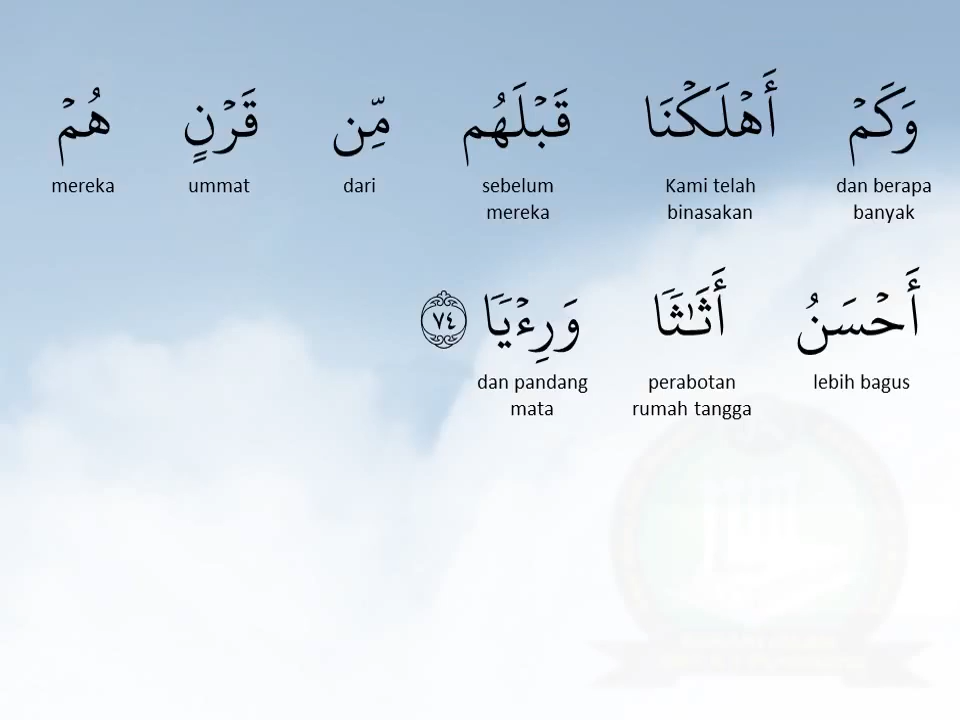 وَكَمْ أَهْلَكْنَا قَبْلَهُم مِّن قَرْنٍ هُمْ
dan berapa banyak Kami telah binasakan sebelum mereka dari ummat mereka
أَحْسَنُ أَثَـٰثًا وَرِءْيًا ٧٤
lebih bagus perabotan rumah tangga dan pandang mata